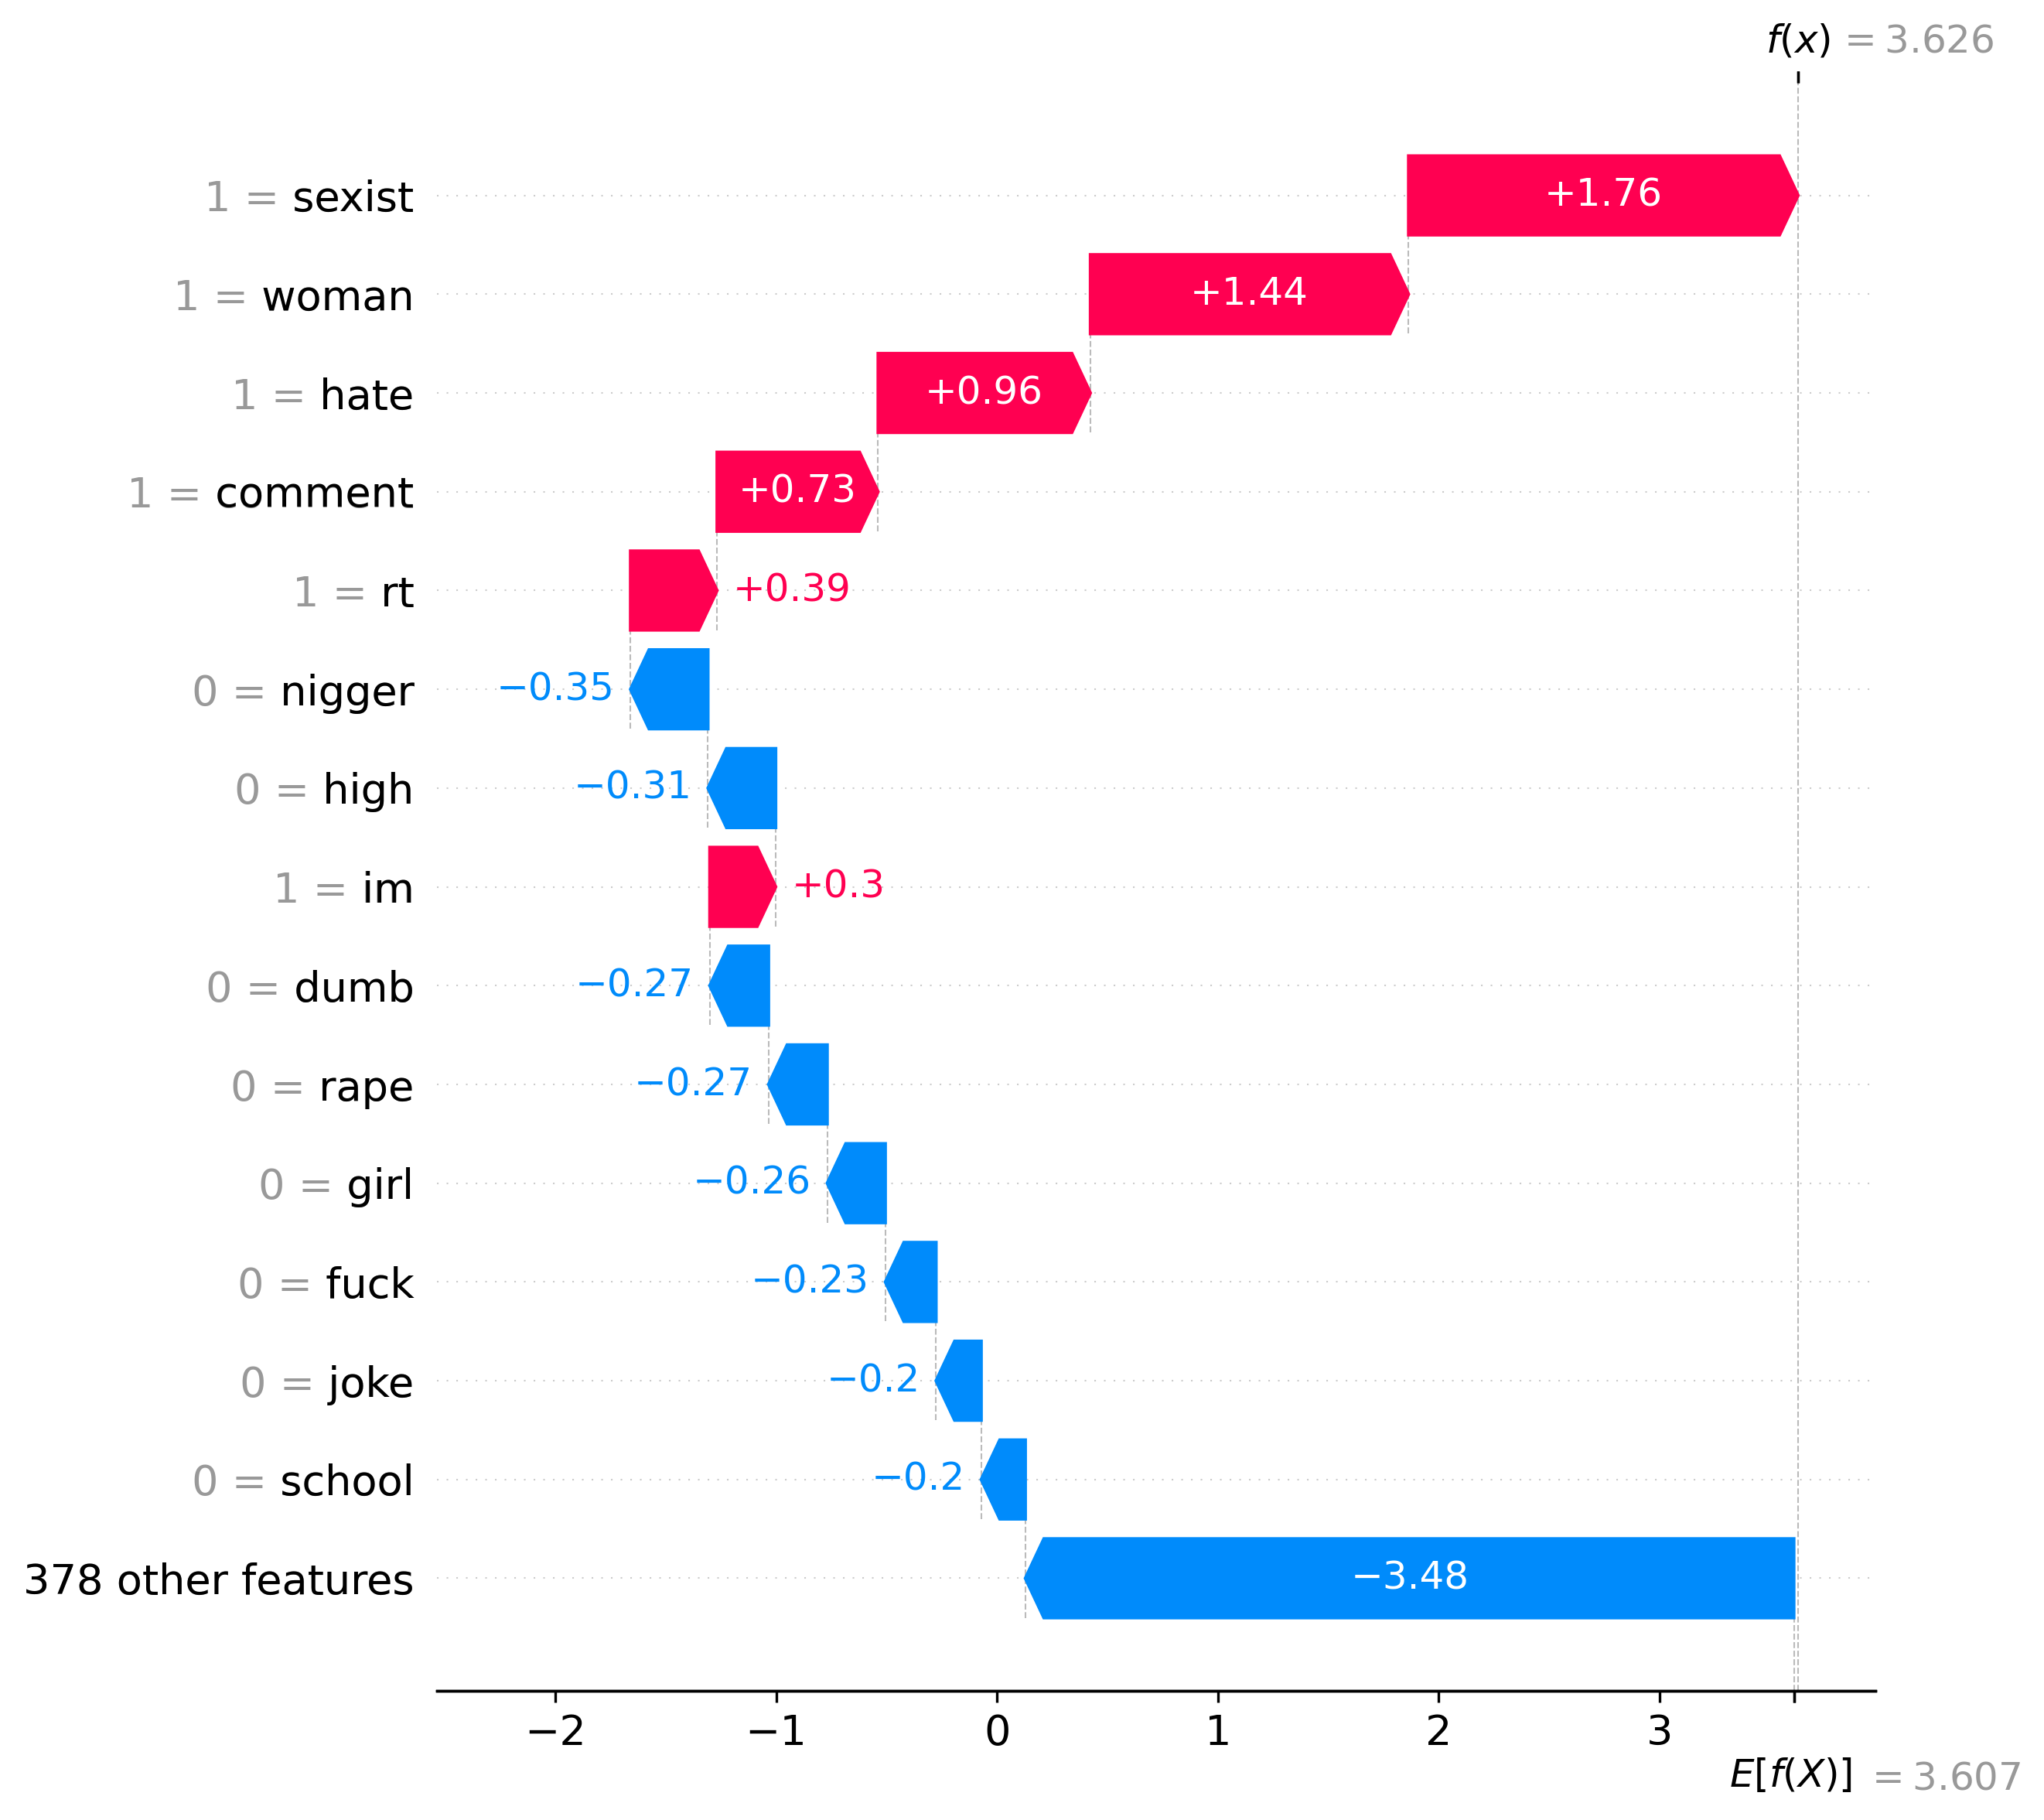 f(x) = 3.626
1 = sexist +1.76
1 = woman +1.44
1 = hate +0.96
1 = comment +0.73
1 = rt +0.39
0 = nigger −0.35
0 = high −0.31
1 = im +0.3
0 = dumb −0.27
0 = rape −0.27
0 = girl −0.26
0 = fuck −0.23
0 = joke −0.2
0 = school −0.2
378 other features −3.48
−2 −1 0 1 2 3
E[f(X)] = 3.607